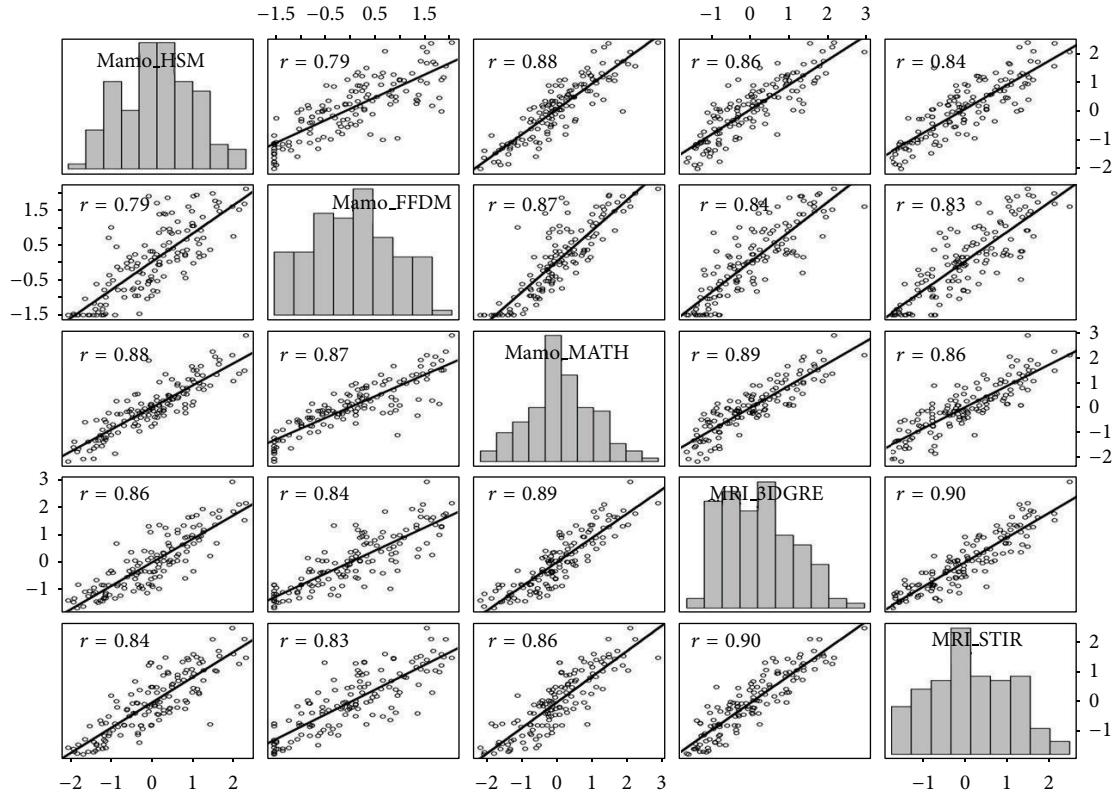 −1.5 −0.5 0.5 1.5 −1 0 1 2 3
Mamo_HSM r = 0.79 r = 0.88 r = 0.86 r = 0.84 2 1 0 −1 −2
1.5 0.5 −0.5 −1.5 r = 0.79 Mamo_FFDM r = 0.87 r = 0.84 r = 0.83
r = 0.88 r = 0.87 Mamo_MATH r = 0.89 r = 0.86 3 2 1 0 −1 −2
3 2 1 0 −1 r = 0.86 r = 0.84 r = 0.89 MRI_3DGRE r = 0.90
r = 0.84 r = 0.83 r = 0.86 r = 0.90 MRI_STIR 2 1 0 −1
−2 −1 0 1 2 −2 −1 0 1 2 3 −1 0 1 2